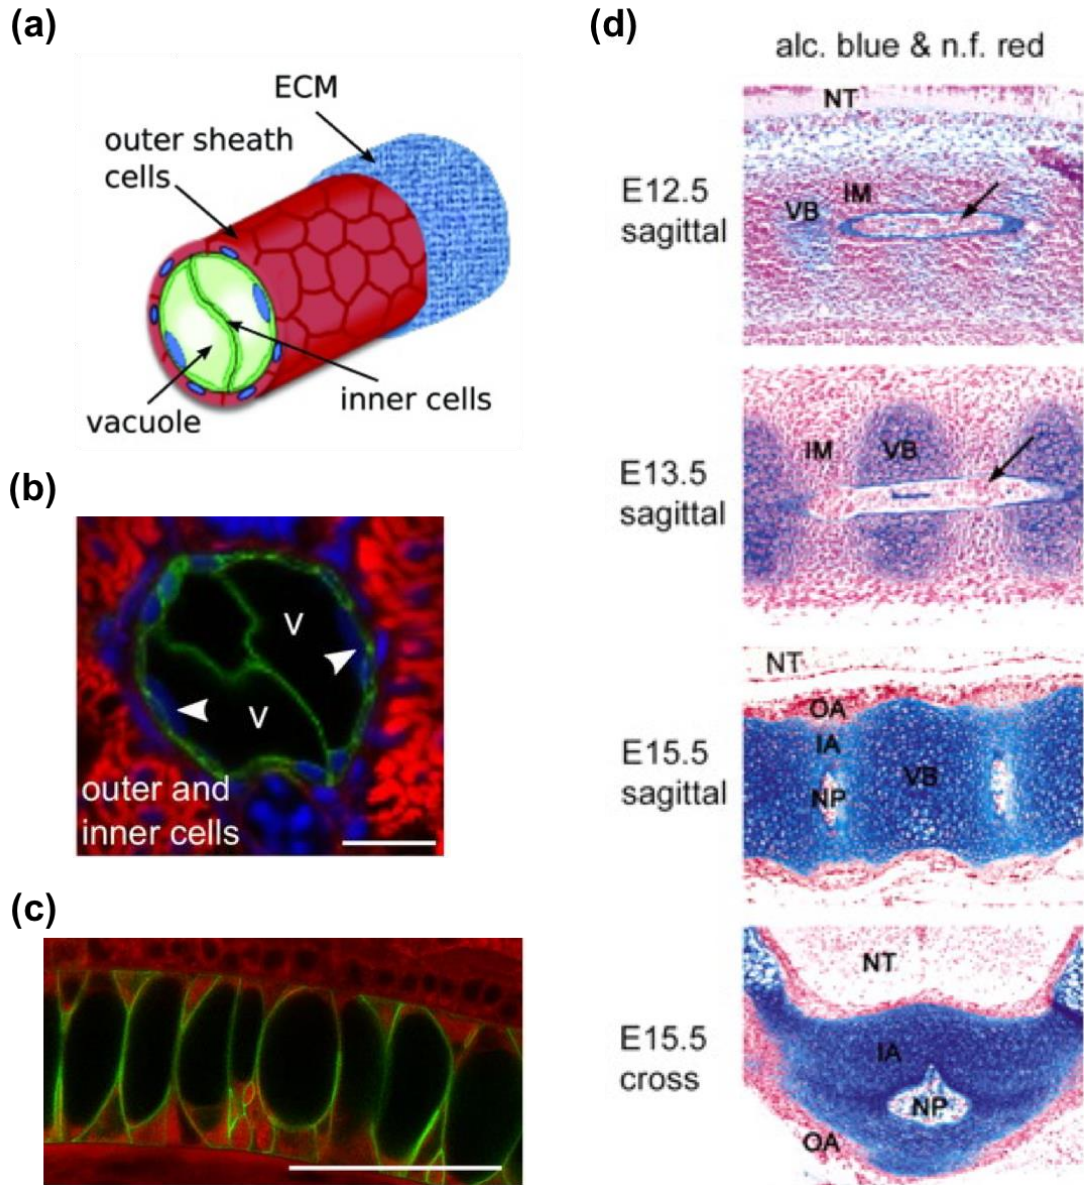 (a)
ECM
outer sheath
cells
vacuole
inner cells
(b)
V
V
outer and
inner cells
(c)
(d)
alc. blue & n.f. red
E12.5
sagittal
NT
VB
IM
E13.5
sagittal
IM
VB
E15.5
sagittal
NT
OA
IA
NP
VB
E15.5
cross
NT
IA
NP
OA